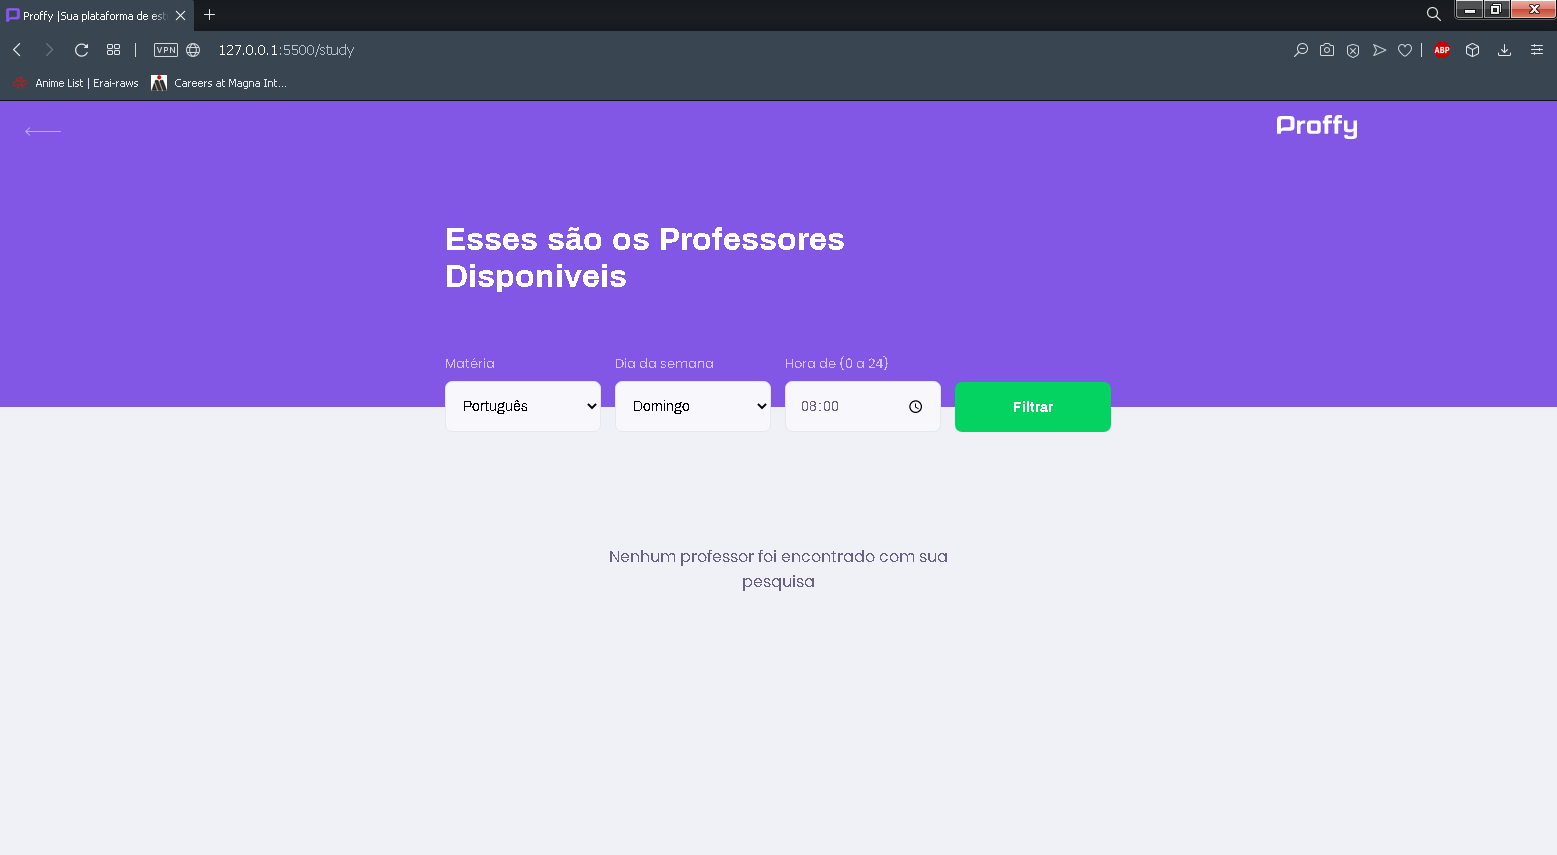 Proffy |Sua plataforma de est
VPN
127.0.0.1:5500/study
ABP
Anime List | Erai-raws
Careers at Magna Int...
Proffy
Esses são os Professores
Disponiveis
Matéria
Dia da semana
Hora de (0 a 24)
Português
Domingo
08:00
Filtrar
Nenhum professor foi encontrado com sua
pesquisa